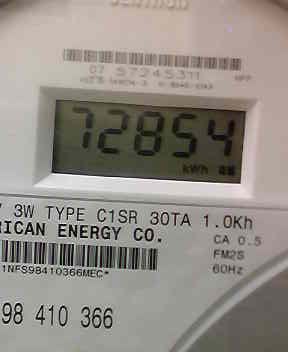 07 57245311
72854
kWh
3W TYPE C1SR 30TA 1.0Kh
RICAN ENERGY CO.
CA 0.5
FM2S
60Hz
1NFS98410366MEC*
98 410 366